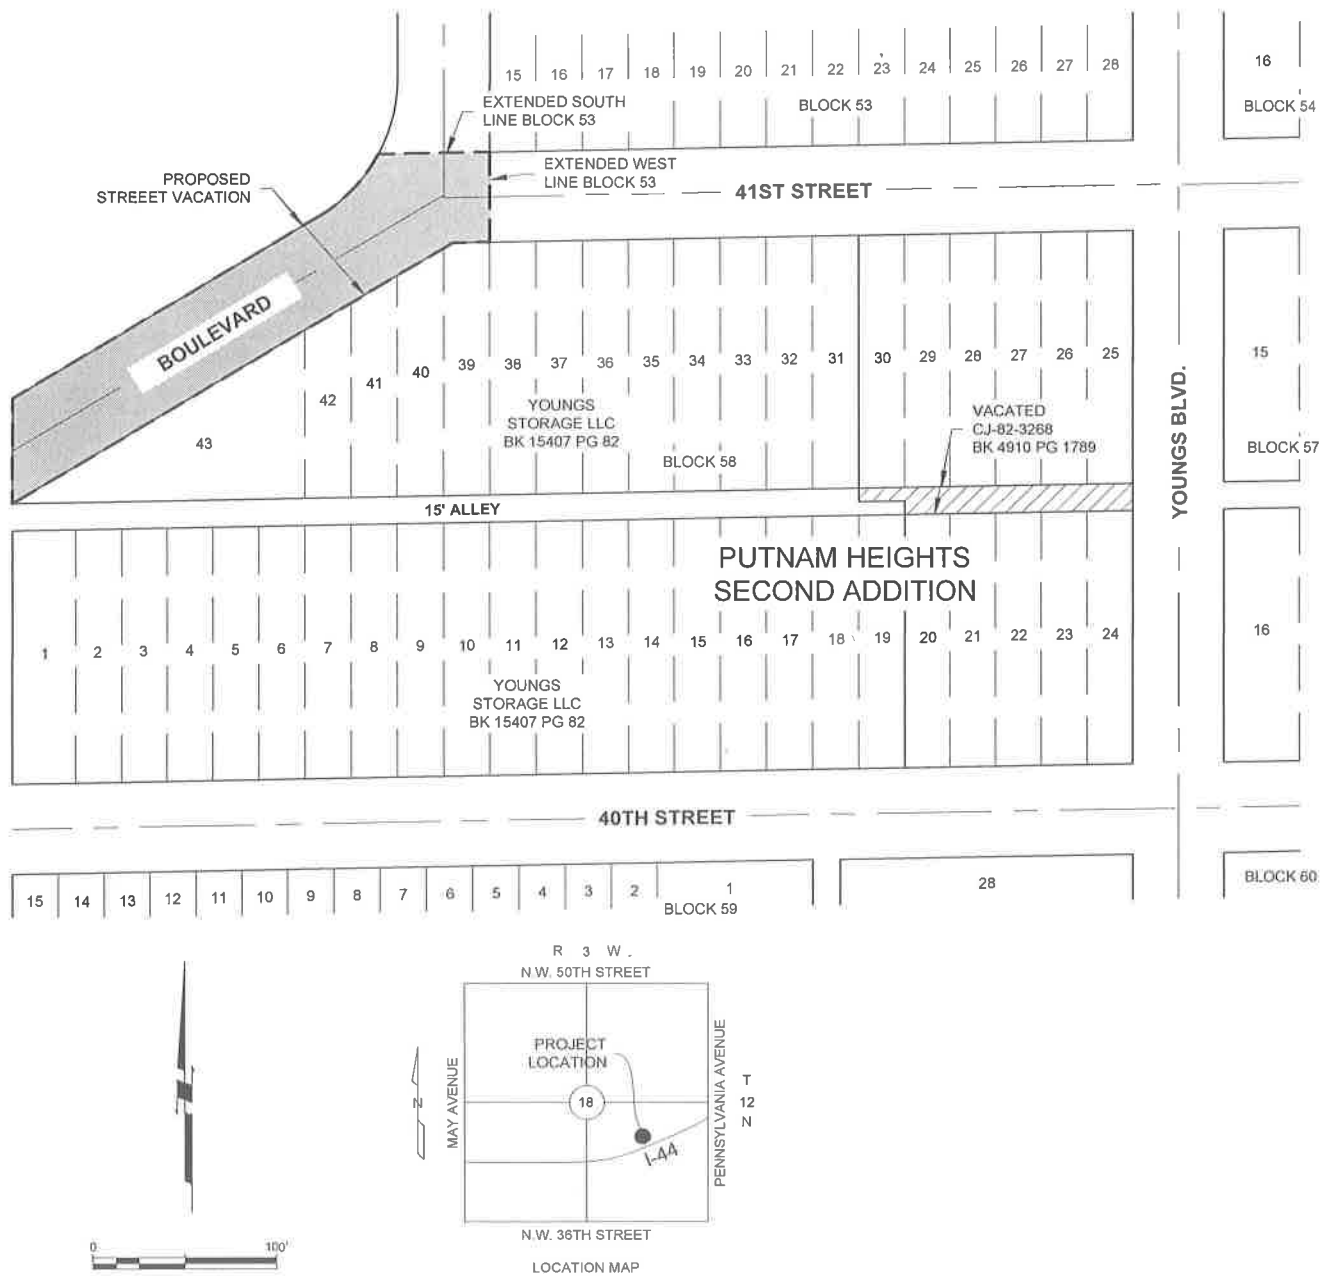 15 16 17 18 19 20 21 22 23 24 25 26 27 28
16
EXTENDED SOUTH
LINE BLOCK 53
BLOCK 53
BLOCK 54
PROPOSED
STREEET VACATION
EXTENDED WEST
LINE BLOCK 53
41ST STREET
BOULEVARD
43 42 41 40 39 38 37 36 35 34 33 32 31 30 29 28 27 26 25
15
YOUNGS
STORAGE LLC
BK 15407 PG 82
BLOCK 58
VACATED
CJ-82-3268
BK 4910 PG 1789
YOUNGS BLVD.
BLOCK 57
15' ALLEY
PUTNAM HEIGHTS
SECOND ADDITION
1 2 3 4 5 6 7 8 9 10 11 12 13 14 15 16 17 18 19 20 21 22 23 24
16
YOUNGS
STORAGE LLC
BK 15407 PG 82
40TH STREET
15 14 13 12 11 10 9 8 7 6 5 4 3 2 1
28
BLOCK 59
BLOCK 60
R 3 W.
N.W. 50TH STREET
PROJECT
LOCATION
MAY AVENUE
N
18
I-44
PENNSYLVANIA AVENUE
T
12
N
N.W. 36TH STREET
LOCATION MAP
0 100'